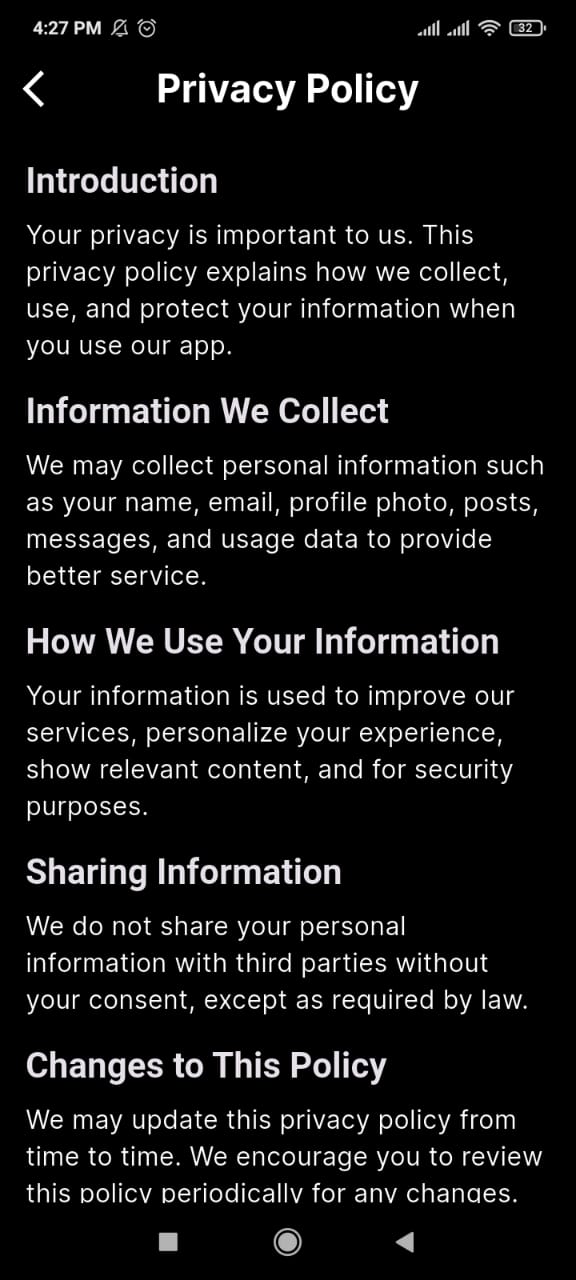 4:27 PM
32
Privacy Policy
Introduction
Your privacy is important to us. This
privacy policy explains how we collect,
use, and protect your information when
you use our app.
Information We Collect
We may collect personal information such
as your name, email, profile photo, posts,
messages, and usage data to provide
better service.
How We Use Your Information
Your information is used to improve our
services, personalize your experience,
show relevant content, and for security
purposes.
Sharing Information
We do not share your personal
information with third parties without
your consent, except as required by law.
Changes to This Policy
We may update this privacy policy from
time to time. We encourage you to review
this policy periodically for any changes.